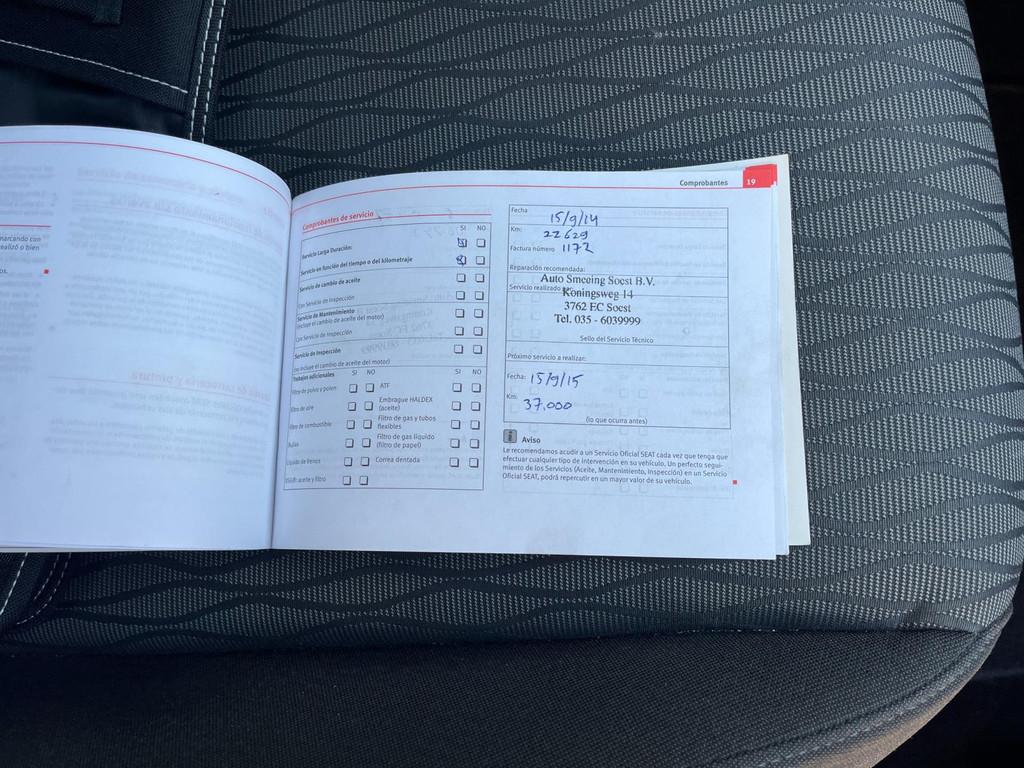 marcando con
realizó o bien
os.
Comprobantes 19
Comprobantes de servicio
SI NO
Servicio Larga Duración:
Servicio en función del tiempo o del kilometraje
Servicio de cambio de aceite
Con Servicio de Inspección
Servicio de Mantenimiento
(incluye el cambio de aceite del motor)
Con Servicio de Inspección
Servicio de Inspección
(no incluye el cambio de aceite del motor)
Trabajos adicionales SI NO SI NO
Filtro de polvo y polen ATF
Filtro de aire Embrague HALDEX
(aceite)
Filtro de combustible Filtro de gas y tubos
flexibles
Bujías Filtro de gas líquido
(filtro de papel)
Líquido de frenos Correa dentada
aceite y filtro
Fecha 15/9/14
Km: 22629
Factura número 1172
Reparación recomendada:
Auto Smeeing Soest B.V.
Servicio realizado por:
Koningsweg 14
3762 EC Soest
Tel. 035 - 6039999
Sello del Servicio Técnico
Próximo servicio a realizar:
Fecha: 15/9/15
Km: 37.000
(lo que ocurra antes)
Aviso
Le recomendamos acudir a un Servicio Oficial SEAT cada vez que tenga que
efectuar cualquier tipo de intervención en su vehículo. Un perfecto segui-
miento de los Servicios (Aceite, Mantenimiento, Inspección) en un Servicio
Oficial SEAT, podrá repercutir en un mayor valor de su vehículo.